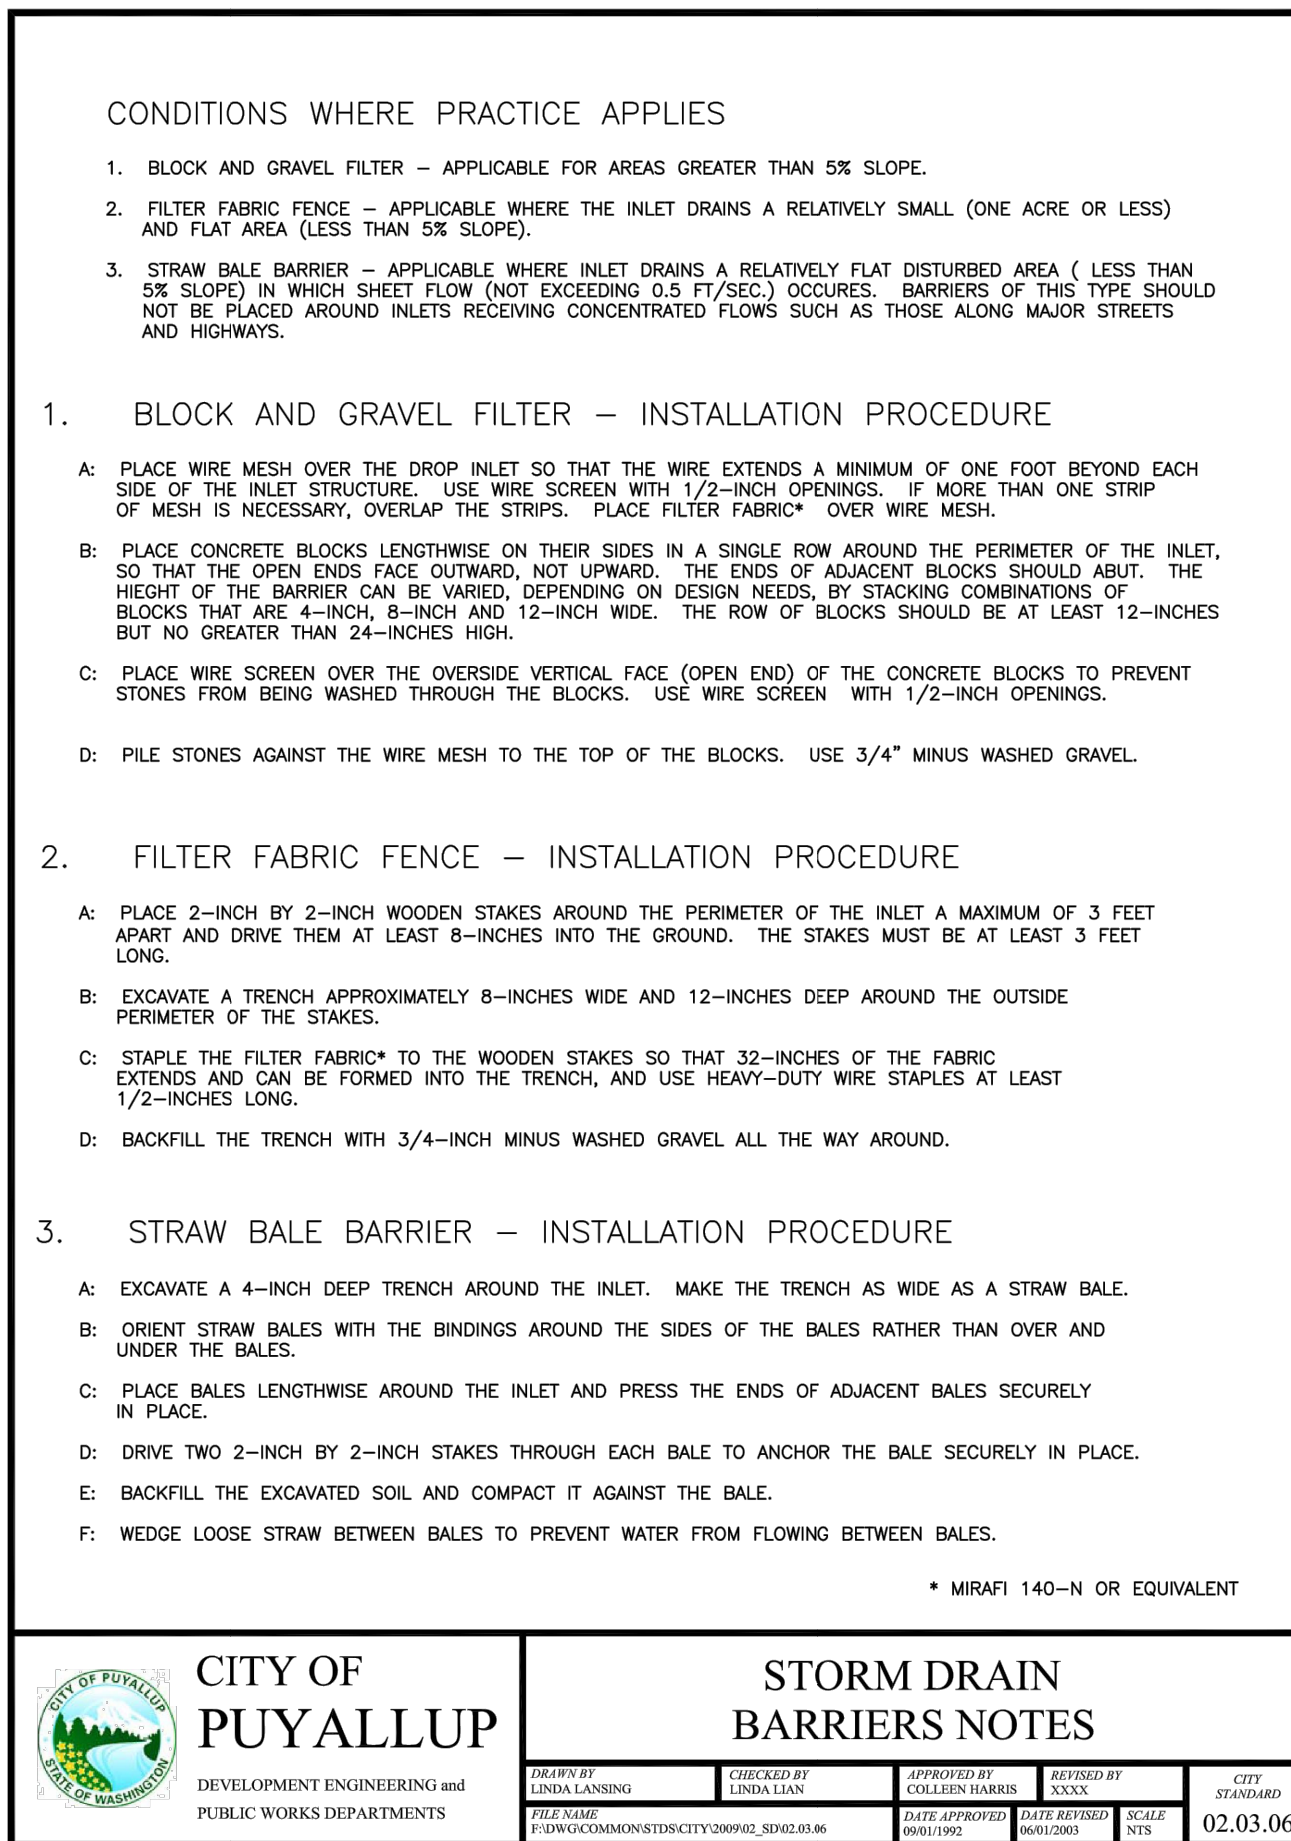 CONDITIONS WHERE PRACTICE APPLIES
1. BLOCK AND GRAVEL FILTER – APPLICABLE FOR AREAS GREATER THAN 5% SLOPE.
2. FILTER FABRIC FENCE – APPLICABLE WHERE THE INLET DRAINS A RELATIVELY SMALL (ONE ACRE OR LESS)
AND FLAT AREA (LESS THAN 5% SLOPE).
3. STRAW BALE BARRIER – APPLICABLE WHERE INLET DRAINS A RELATIVELY FLAT DISTURBED AREA ( LESS THAN
5% SLOPE) IN WHICH SHEET FLOW (NOT EXCEEDING 0.5 FT/SEC.) OCCURES. BARRIERS OF THIS TYPE SHOULD
NOT BE PLACED AROUND INLETS RECEIVING CONCENTRATED FLOWS SUCH AS THOSE ALONG MAJOR STREETS
AND HIGHWAYS.
1. BLOCK AND GRAVEL FILTER – INSTALLATION PROCEDURE
A: PLACE WIRE MESH OVER THE DROP INLET SO THAT THE WIRE EXTENDS A MINIMUM OF ONE FOOT BEYOND EACH
SIDE OF THE INLET STRUCTURE. USE WIRE SCREEN WITH 1/2–INCH OPENINGS. IF MORE THAN ONE STRIP
OF MESH IS NECESSARY, OVERLAP THE STRIPS. PLACE FILTER FABRIC* OVER WIRE MESH.
B: PLACE CONCRETE BLOCKS LENGTHWISE ON THEIR SIDES IN A SINGLE ROW AROUND THE PERIMETER OF THE INLET,
SO THAT THE OPEN ENDS FACE OUTWARD, NOT UPWARD. THE ENDS OF ADJACENT BLOCKS SHOULD ABUT. THE
HIEGHT OF THE BARRIER CAN BE VARIED, DEPENDING ON DESIGN NEEDS, BY STACKING COMBINATIONS OF
BLOCKS THAT ARE 4–INCH, 8–INCH AND 12–INCH WIDE. THE ROW OF BLOCKS SHOULD BE AT LEAST 12–INCHES
BUT NO GREATER THAN 24–INCHES HIGH.
C: PLACE WIRE SCREEN OVER THE OVERSIDE VERTICAL FACE (OPEN END) OF THE CONCRETE BLOCKS TO PREVENT
STONES FROM BEING WASHED THROUGH THE BLOCKS. USE WIRE SCREEN WITH 1/2–INCH OPENINGS.
D: PILE STONES AGAINST THE WIRE MESH TO THE TOP OF THE BLOCKS. USE 3/4” MINUS WASHED GRAVEL.
2. FILTER FABRIC FENCE – INSTALLATION PROCEDURE
A: PLACE 2–INCH BY 2–INCH WOODEN STAKES AROUND THE PERIMETER OF THE INLET A MAXIMUM OF 3 FEET
APART AND DRIVE THEM AT LEAST 8–INCHES INTO THE GROUND. THE STAKES MUST BE AT LEAST 3 FEET
LONG.
B: EXCAVATE A TRENCH APPROXIMATELY 8–INCHES WIDE AND 12–INCHES DEEP AROUND THE OUTSIDE
PERIMETER OF THE STAKES.
C: STAPLE THE FILTER FABRIC* TO THE WOODEN STAKES SO THAT 32–INCHES OF THE FABRIC
EXTENDS AND CAN BE FORMED INTO THE TRENCH, AND USE HEAVY–DUTY WIRE STAPLES AT LEAST
1/2–INCHES LONG.
D: BACKFILL THE TRENCH WITH 3/4–INCH MINUS WASHED GRAVEL ALL THE WAY AROUND.
3. STRAW BALE BARRIER – INSTALLATION PROCEDURE
A: EXCAVATE A 4–INCH DEEP TRENCH AROUND THE INLET. MAKE THE TRENCH AS WIDE AS A STRAW BALE.
B: ORIENT STRAW BALES WITH THE BINDINGS AROUND THE SIDES OF THE BALES RATHER THAN OVER AND
UNDER THE BALES.
C: PLACE BALES LENGTHWISE AROUND THE INLET AND PRESS THE ENDS OF ADJACENT BALES SECURELY
IN PLACE.
D: DRIVE TWO 2–INCH BY 2–INCH STAKES THROUGH EACH BALE TO ANCHOR THE BALE SECURELY IN PLACE.
E: BACKFILL THE EXCAVATED SOIL AND COMPACT IT AGAINST THE BALE.
F: WEDGE LOOSE STRAW BETWEEN BALES TO PREVENT WATER FROM FLOWING BETWEEN BALES.
* MIRAFI 140–N OR EQUIVALENT
CITY OF PUYALLUP
STATE OF WASHINGTON
CITY OF
PUYALLUP
DEVELOPMENT ENGINEERING and
PUBLIC WORKS DEPARTMENTS
STORM DRAIN
BARRIERS NOTES
DRAWN BY
LINDA LANSING
CHECKED BY
LINDA LIAN
APPROVED BY
COLLEEN HARRIS
REVISED BY
XXXX
FILE NAME
F:\DWG\COMMON\STDS\CITY\2009\02_SD\02.03.06
DATE APPROVED
09/01/1992
DATE REVISED
06/01/2003
SCALE
NTS
CITY
STANDARD
02.03.06